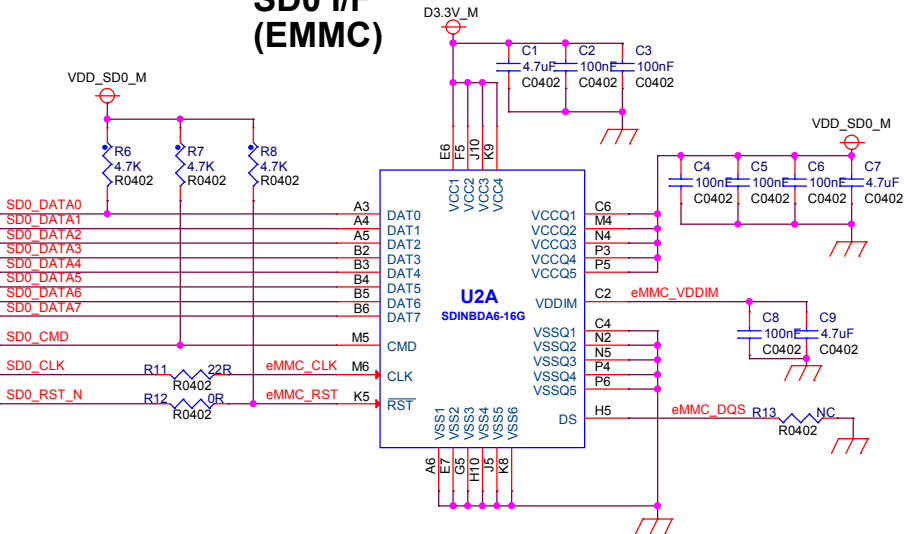 SD0 I/F
(EMMC)
D3.3V_M
C1
4.7uF
C0402
C2
100nF
C0402
C3
100nF
C0402
VDD_SD0_M
R6
4.7K
R0402
R7
4.7K
R0402
R8
4.7K
R0402
VDD_SD0_M
C4
100nF
C0402
C5
100nF
C0402
C6
100nF
C0402
C7
4.7uF
C0402
E6
F5
J10
K9
VCC1
VCC2
VCC3
VCC4
SD0_DATA0
SD0_DATA1
SD0_DATA2
SD0_DATA3
SD0_DATA4
SD0_DATA5
SD0_DATA6
SD0_DATA7
SD0_CMD
SD0_CLK
SD0_RST_N
R11
22R
R0402
R12
0R
R0402
eMMC_CLK
eMMC_RST
A3
A4
A5
B2
B3
B4
B5
B6
M5
M6
K5
DAT0
DAT1
DAT2
DAT3
DAT4
DAT5
DAT6
DAT7
CMD
CLK
RST
U2A
SDINBDA6-16G
VCCQ1
VCCQ2
VCCQ3
VCCQ4
VCCQ5
VDDIM
VSSQ1
VSSQ2
VSSQ3
VSSQ4
VSSQ5
DS
C6
M4
N4
P3
P5
C2
C4
N2
N5
P4
P6
H5
eMMC_VDDIM
C8
100nF
C0402
C9
4.7uF
C0402
eMMC_DQS
R13
NC
R0402
VSS1
VSS2
VSS3
VSS4
VSS5
VSS6
A6
E7
G5
H10
J5
K8